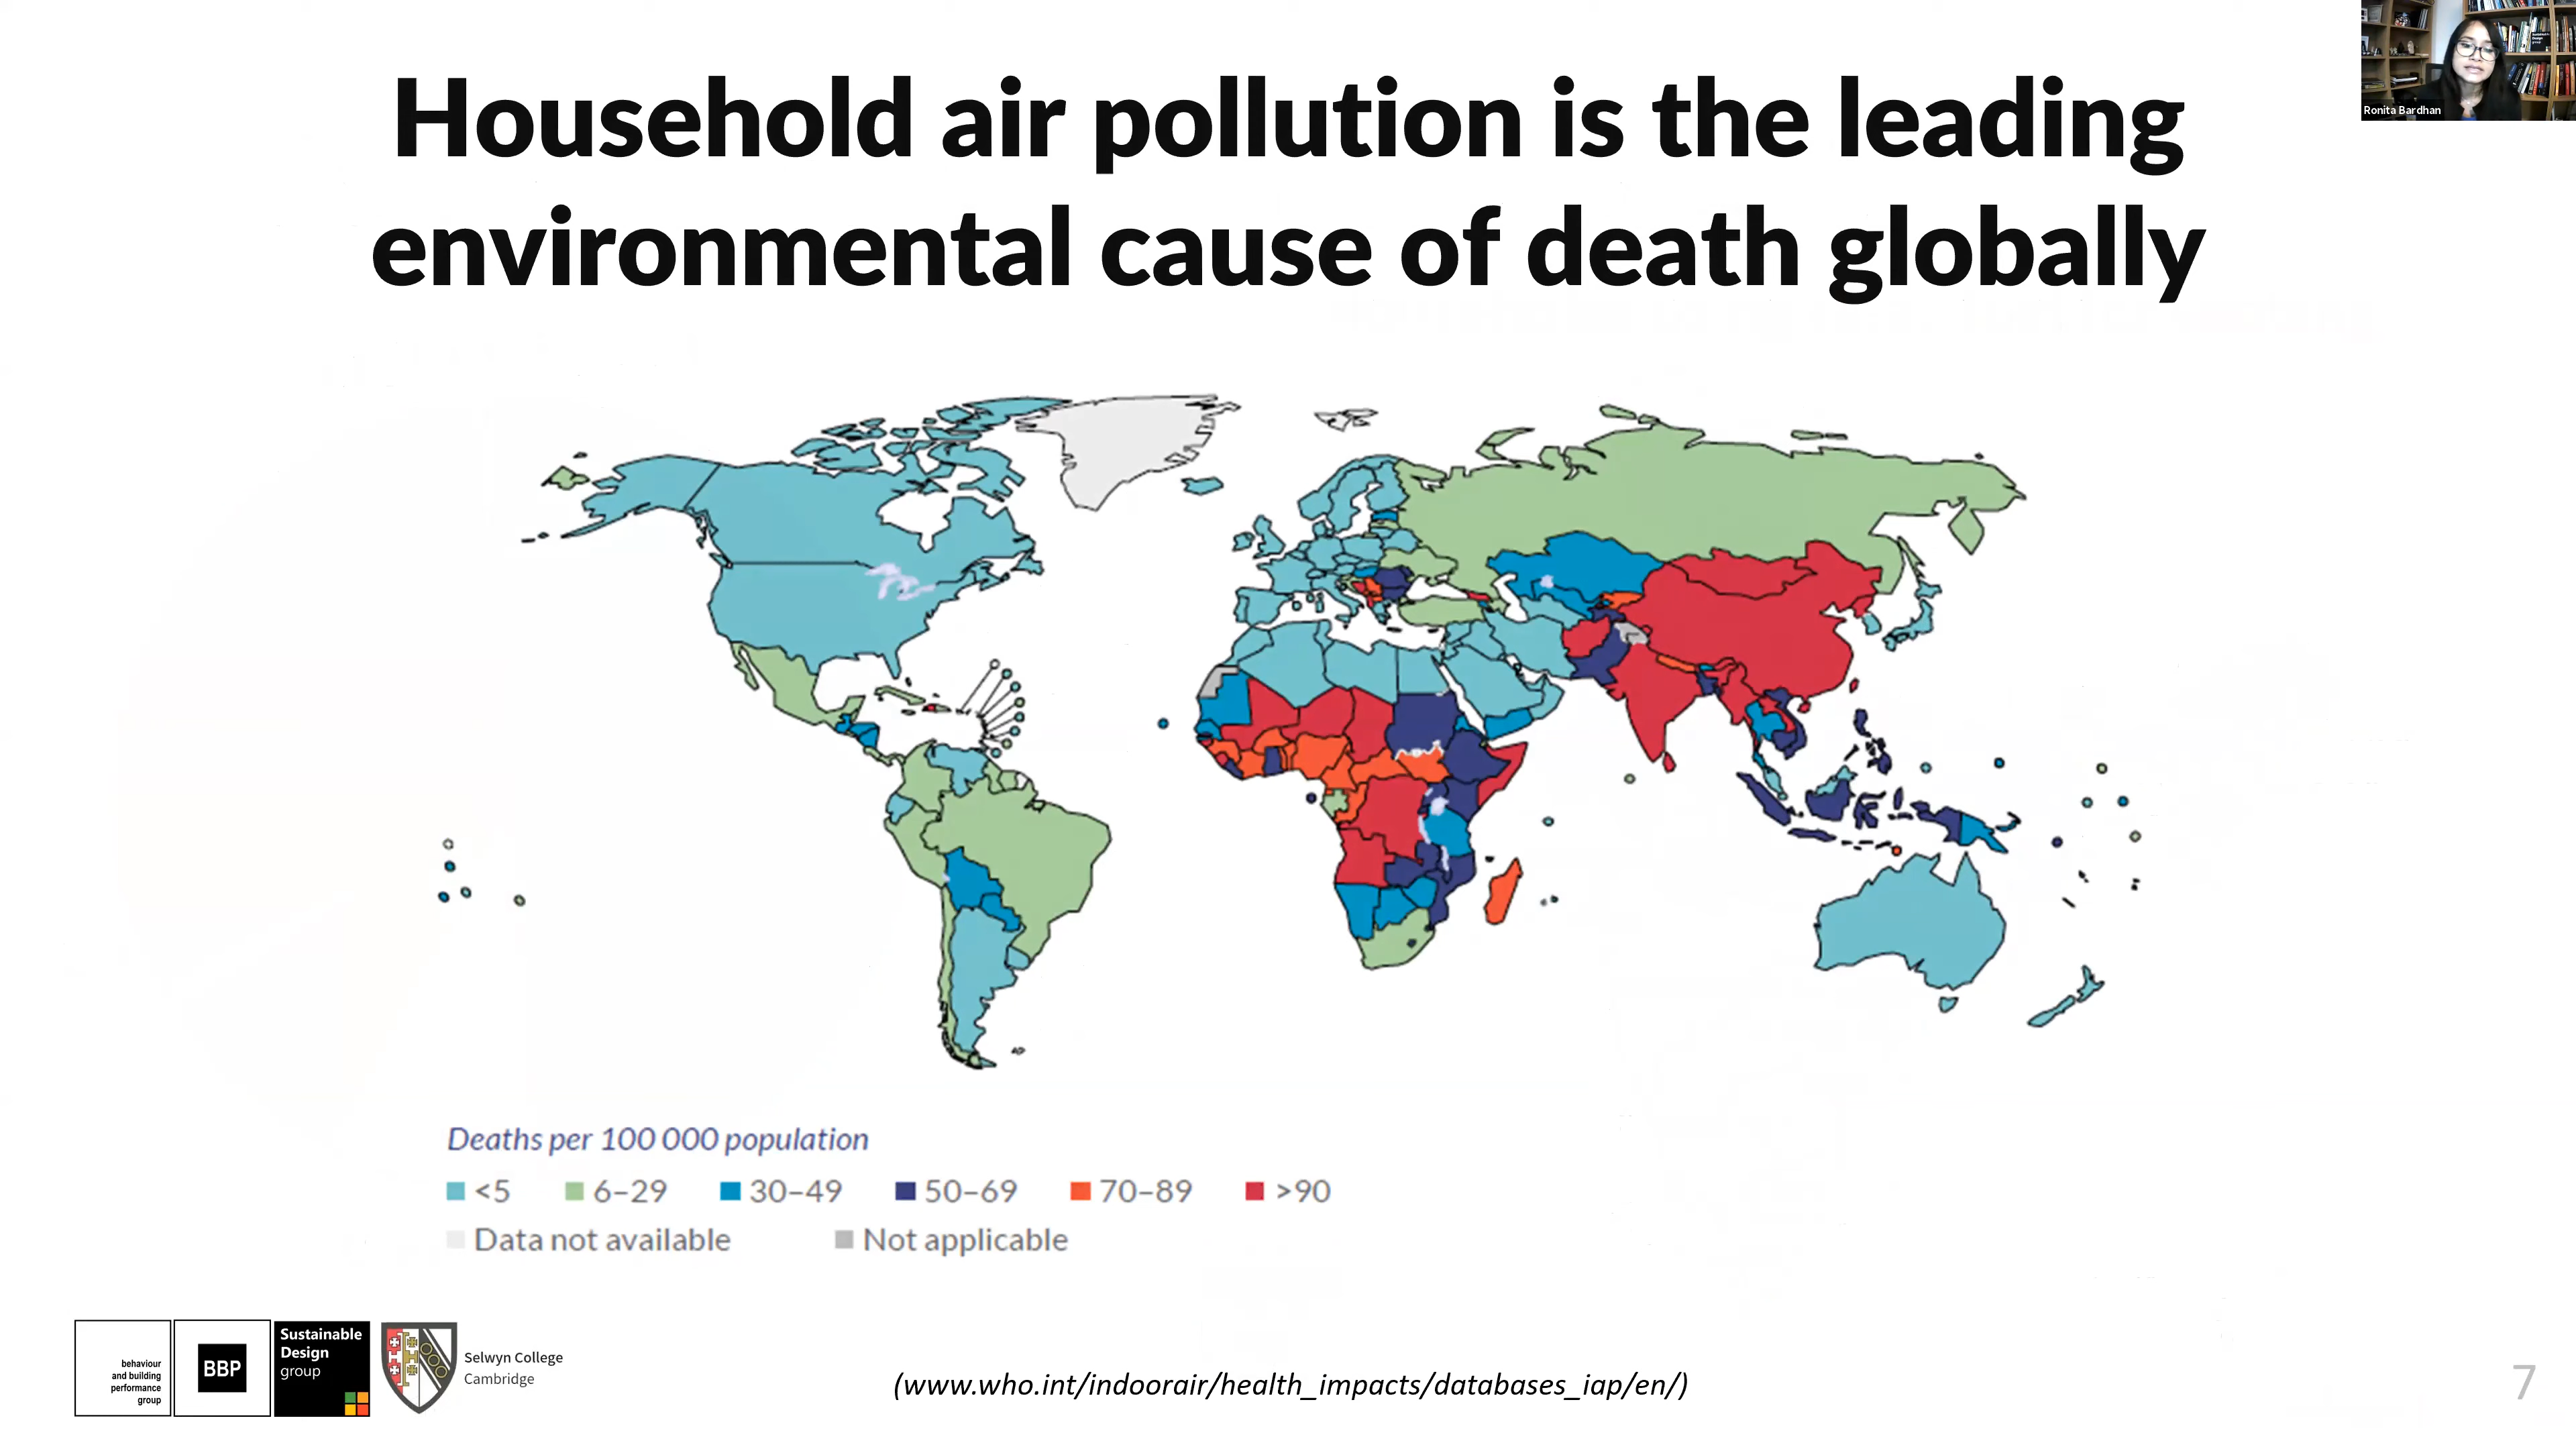 Household air pollution is the leading
environmental cause of death globally
Ronita Bardhan
Deaths per 100 000 population
<5 6–29 30–49 50–69 70–89 >90
Data not available Not applicable
behaviour
and building
performance
group
BBP
Sustainable
Design
group
Selwyn College
Cambridge
(www.who.int/indoorair/health_impacts/databases_iap/en/)
7